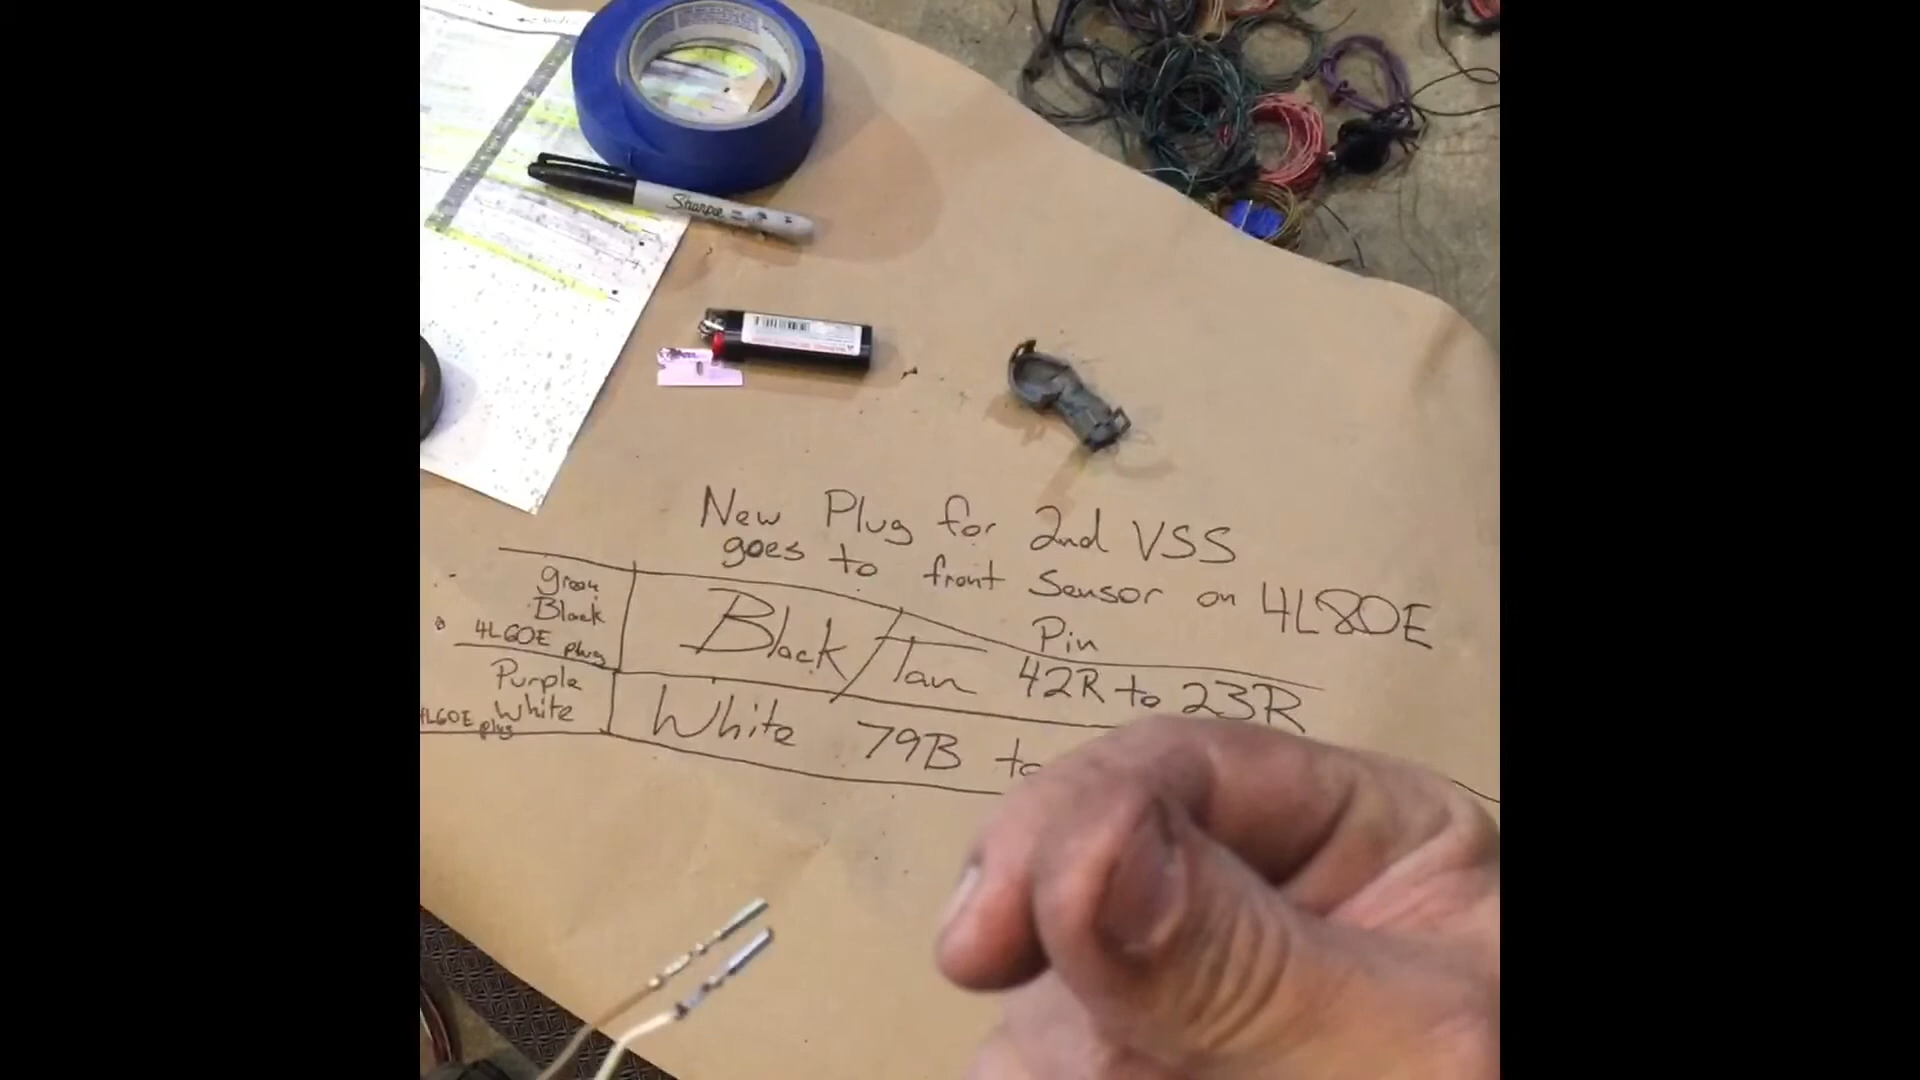 Sharpie
New Plug for 2nd VSS
goes to front Sensor on 4L80E
Pin
green
Black
4L60E plug
Black/Tan 42R to 23R
Purple
White
4L60E plug
White 79B to